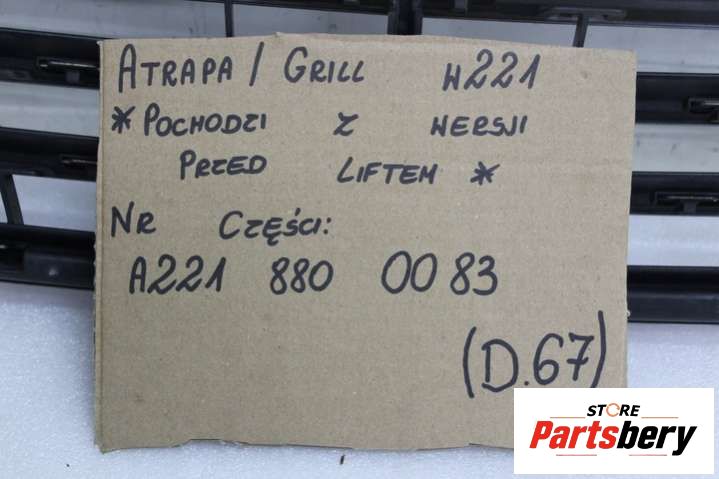 ATRAPA / GRILL W221
* POCHODZI Z WERSJI
PRZED LIFTEM *
NR CZĘŚCI:
A221 880 00 83
(D.67)
STORE
Partsbery